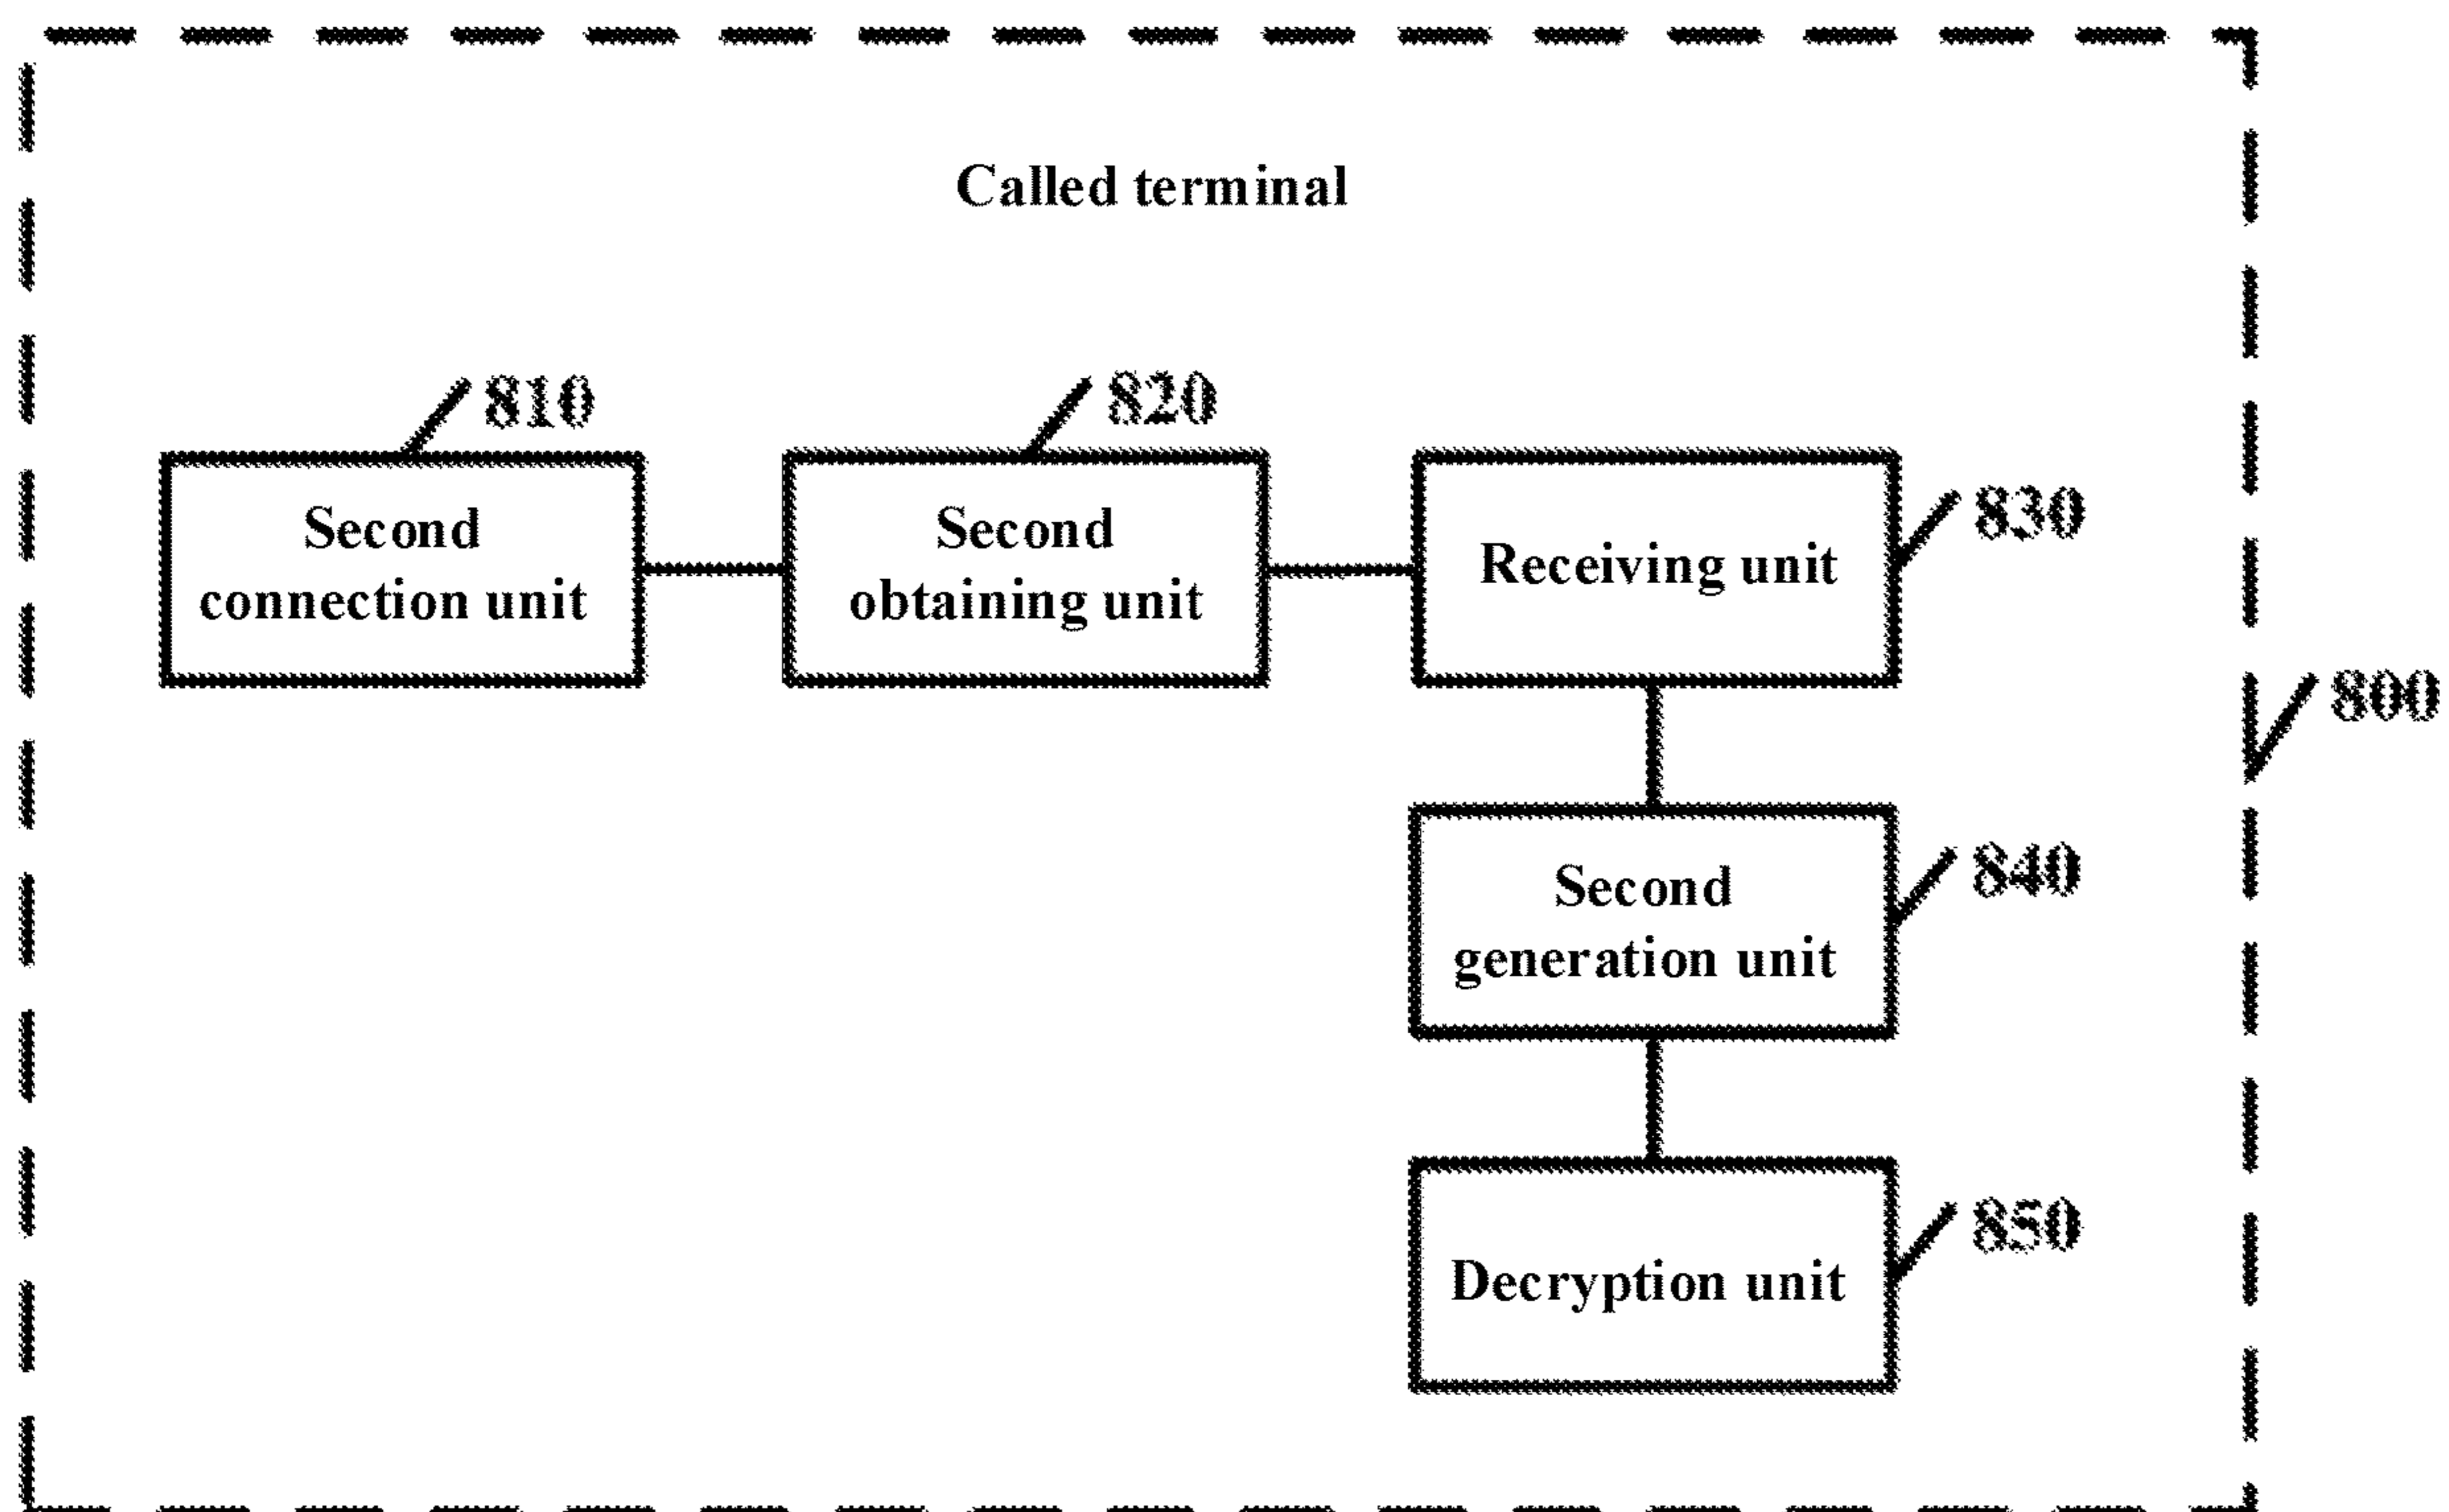 Called terminal
810
820
Second
connection unit
Second
obtaining unit
Receiving unit
830
800
Second
generation unit
840
Decryption unit
850